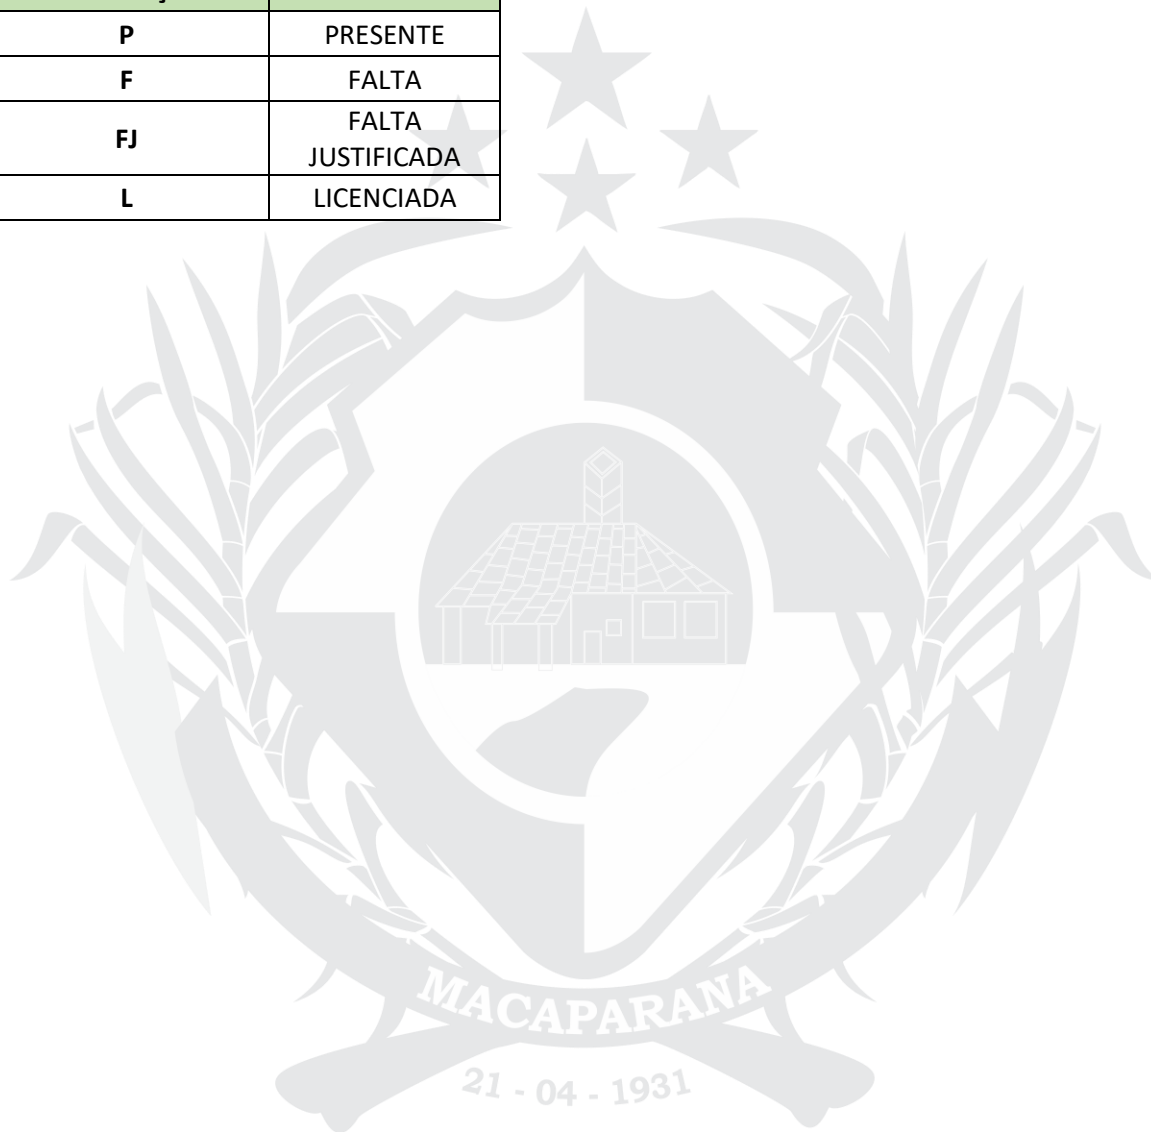 P PRESENTE
F FALTA
FJ FALTA
JUSTIFICADA
L LICENCIADA
MACAPARANA
21 - 04 - 1931